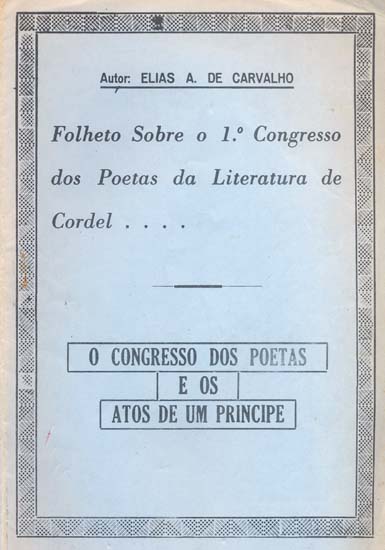 Autor: ELIAS A. DE CARVALHO
Folheto Sobre o 1.º Congresso
dos Poetas da Literatura de
Cordel . . . .
O CONGRESSO DOS POETAS
E OS
ATOS DE UM PRINCIPE